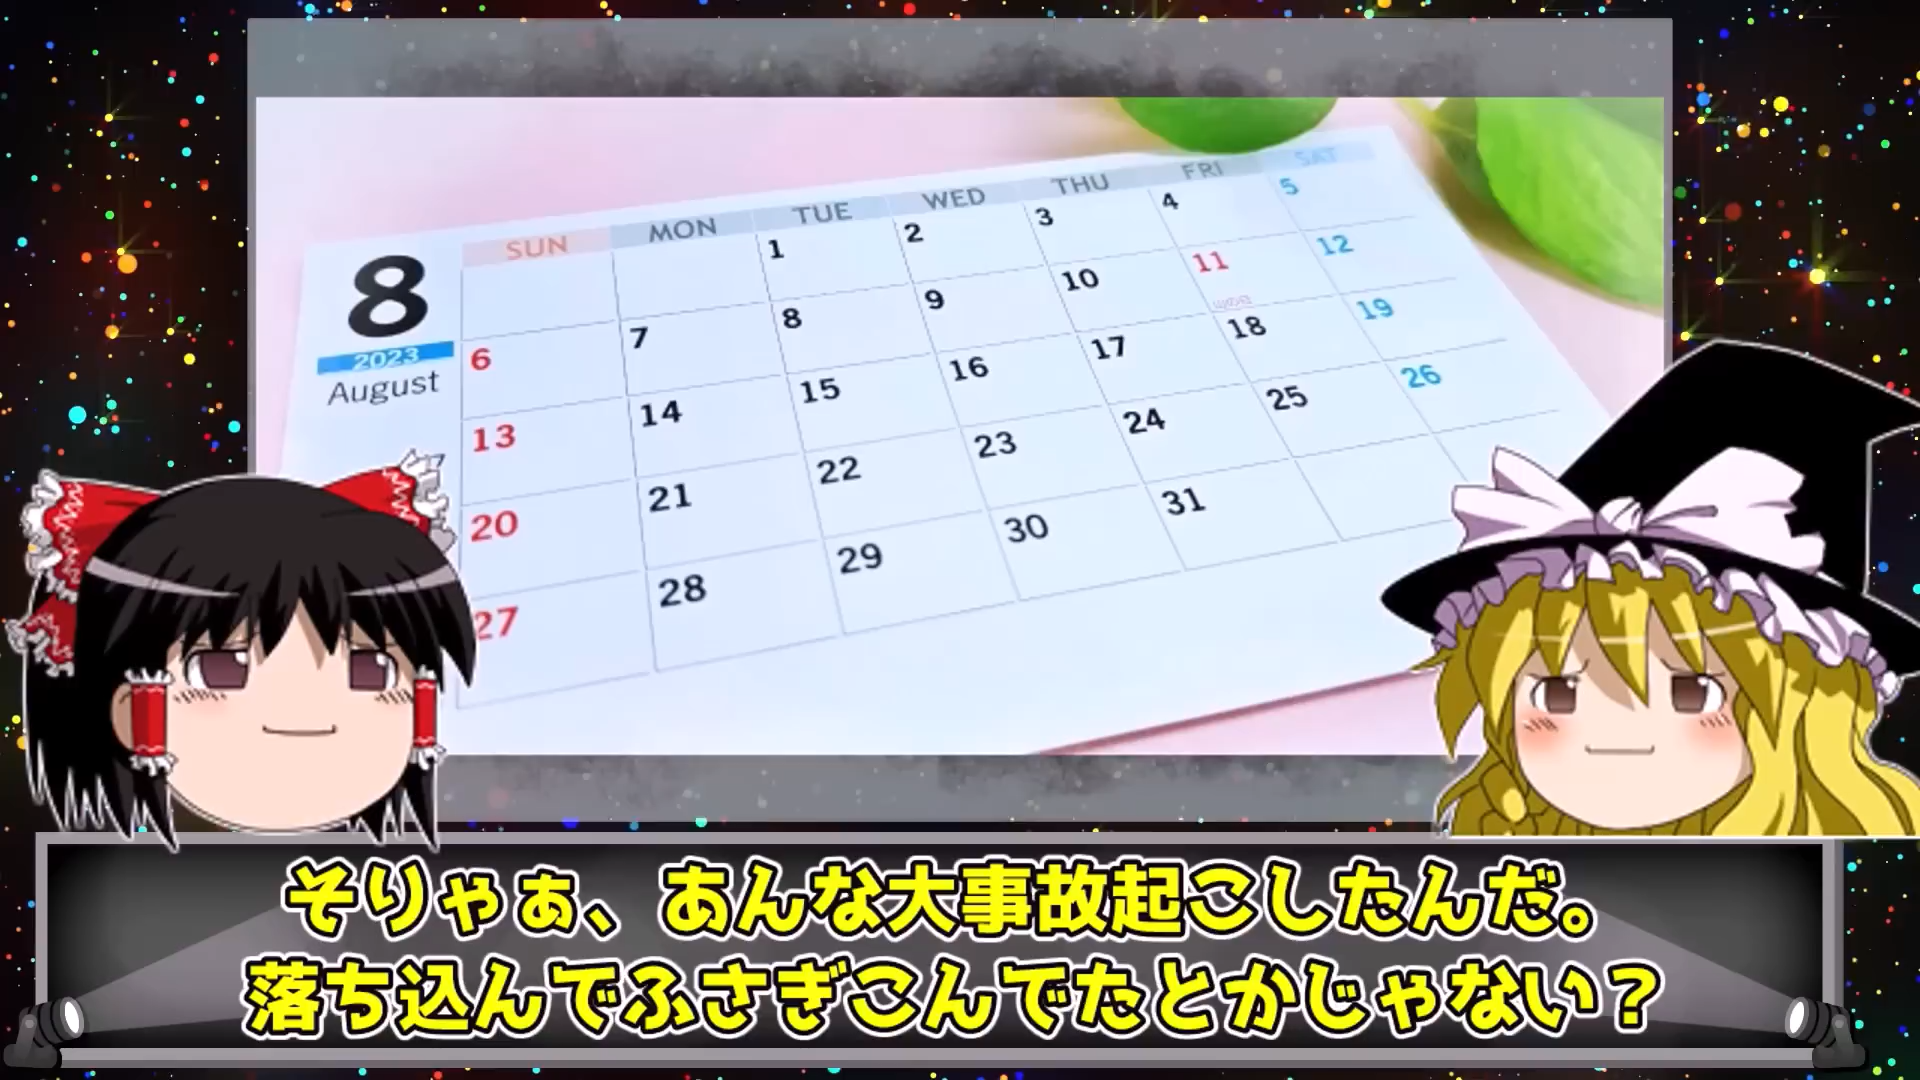 8
2023
August
SUN MON TUE WED THU FRI SAT
1 2 3 4 5
6 7 8 9 10 11 12
13 14 15 16 17 18 19
20 21 22 23 24 25 26
27 28 29 30 31
そりゃぁ、あんな大事故起こしたんだ。
落ち込んでふさぎこんでたとかじゃない？